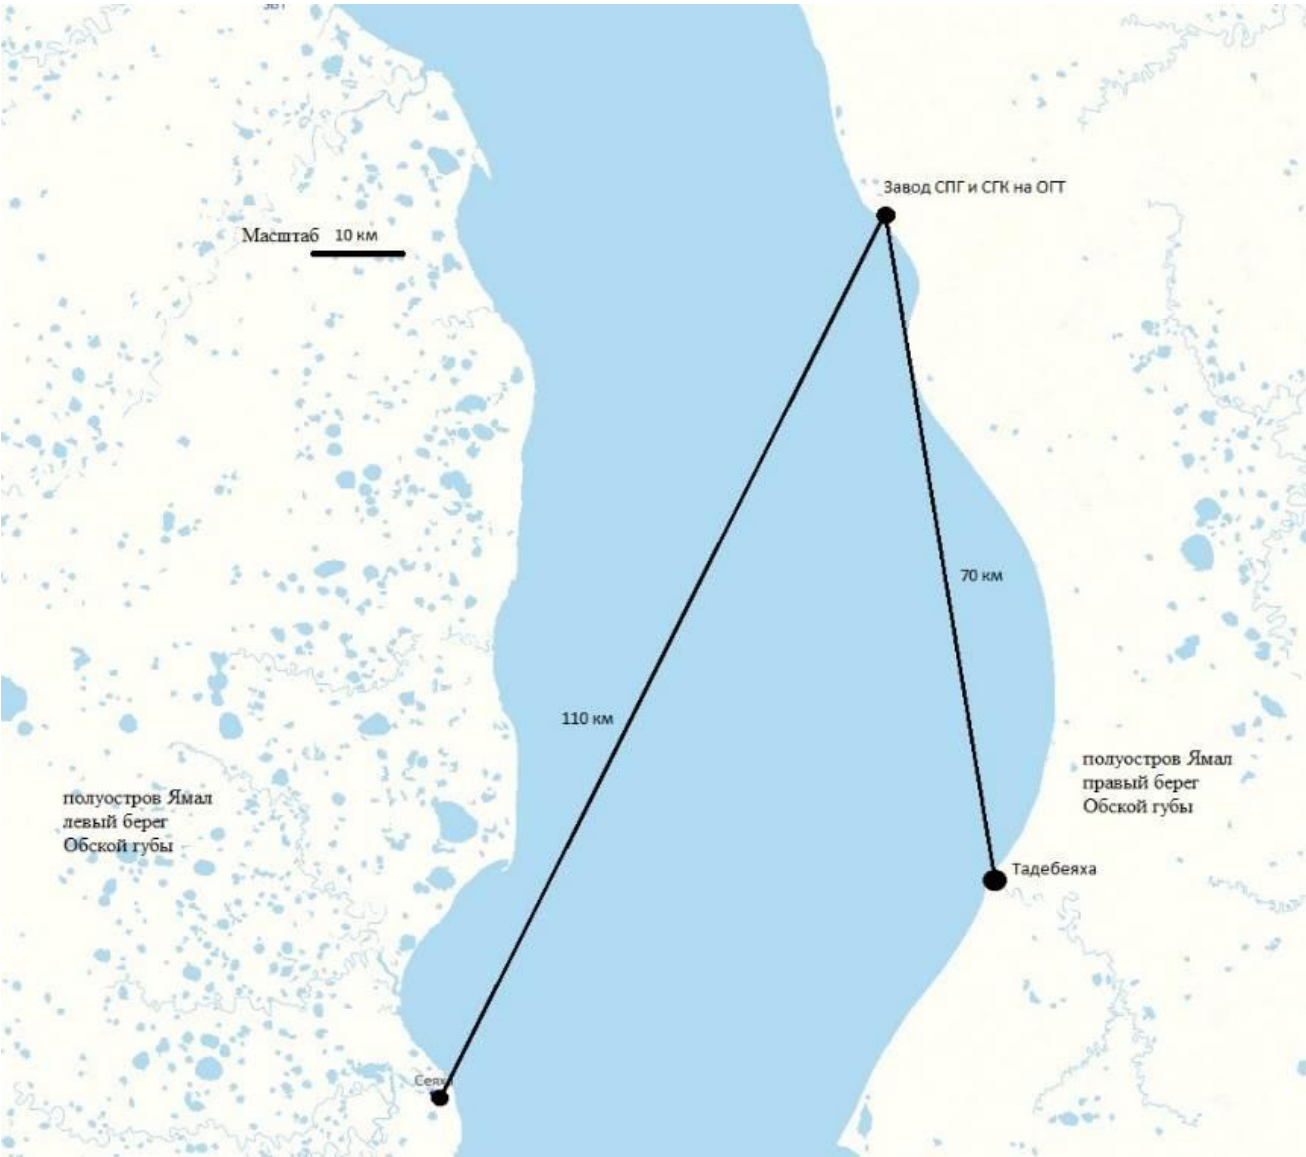 Завод СПГ и СГК на ОГТ
Масштаб 10 км
70 км
110 км
полуостров Ямал
правый берег
Обской губы
полуостров Ямал
левый берег
Обской губы
Тадебеяха
Сеяха